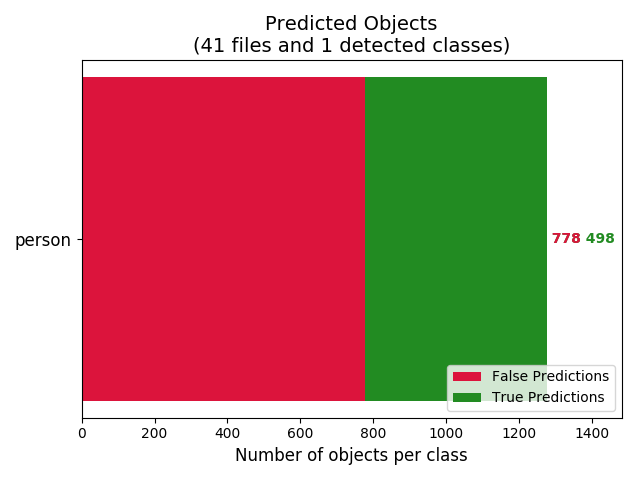 Predicted Objects
(41 files and 1 detected classes)
person
778 498
False Predictions
True Predictions
0 200 400 600 800 1000 1200 1400
Number of objects per class